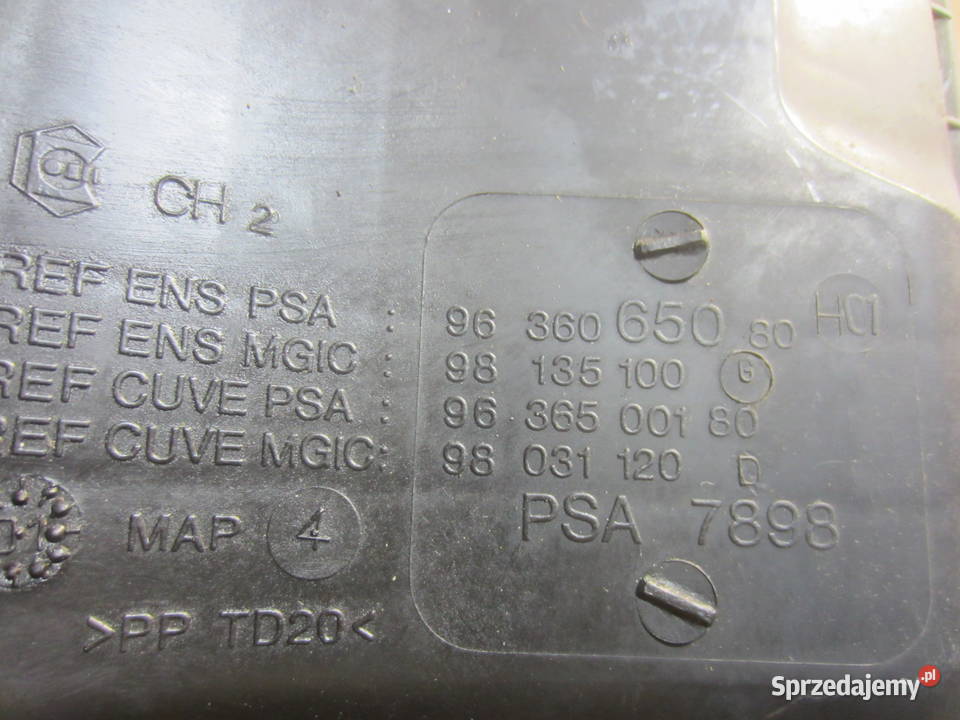 CH 2
REF ENS PSA : 96 360 650 80 HC1
REF ENS MGIC : 98 135 100 G
REF CUVE PSA : 96 365 001 80
REF CUVE MGIC: 98 031 120 D
PSA 7898
01
MAP 4
>PP TD20<
Sprzedajemy.pl